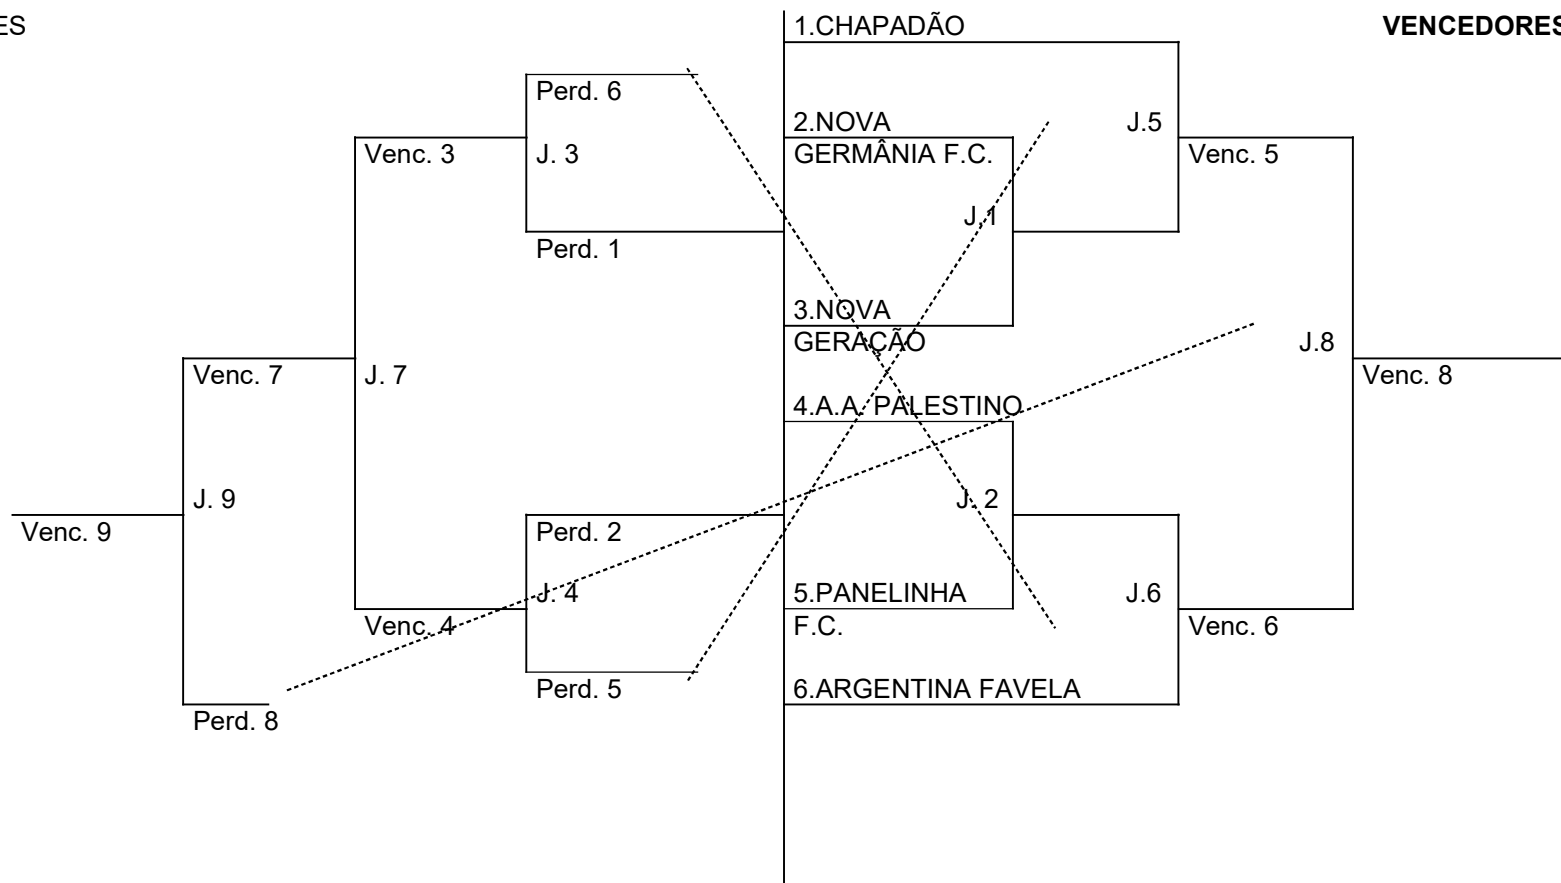 ES
1.CHAPADÃO
VENCEDORES
Perd. 6
2.NOVA
GERMÂNIA F.C.
J.5
Venc. 3
J. 3
Venc. 5
J.1
Perd. 1
3.NOVA
GERAÇÃO
J.8
Venc. 7
J. 7
Venc. 8
4.A.A. PALESTINO
J. 9
J. 2
Venc. 9
Perd. 2
J. 4
5.PANELINHA
F.C.
J.6
Venc. 4
Venc. 6
Perd. 5
6.ARGENTINA FAVELA
Perd. 8